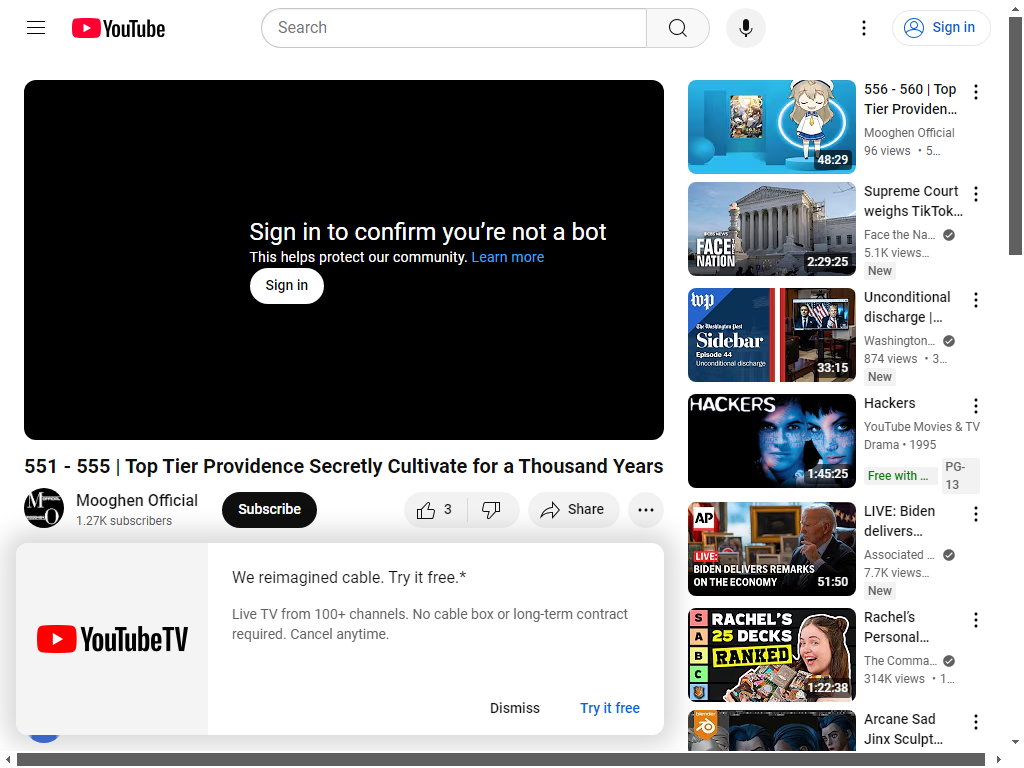 YouTube
Search
Sign in
Sign in to confirm you’re not a bot
This helps protect our community. Learn more
Sign in
551 - 555 | Top Tier Providence Secretly Cultivate for a Thousand Years
Mooghen Official
1.27K subscribers
Subscribe
3
Share
We reimagined cable. Try it free.*
Live TV from 100+ channels. No cable box or long-term contract
required. Cancel anytime.
YouTubeTV
Dismiss
Try it free
48:29
556 - 560 | Top
Tier Providen...
Mooghen Official
96 views • 5...
CBS NEWS
FACE THE
NATION
2:29:25
Supreme Court
weighs TikTok...
Face the Na...
5.1K views...
New
wp
The Washington Post
Sidebar
Episode 44
Unconditional discharge
33:15
Unconditional
discharge |...
Washington...
874 views • 3...
New
HACKERS
1:45:25
Hackers
YouTube Movies & TV
Drama • 1995
Free with ...
PG-
13
AP
LIVE:
BIDEN DELIVERS REMARKS
ON THE ECONOMY
51:50
LIVE: Biden
delivers...
Associated ...
7.7K views...
New
S
A
B
C
RACHEL'S
25 DECKS
RANKED
1:22:38
Rachel’s
Personal...
The Comma...
314K views • 1...
blender
Arcane Sad
Jinx Sculpt...